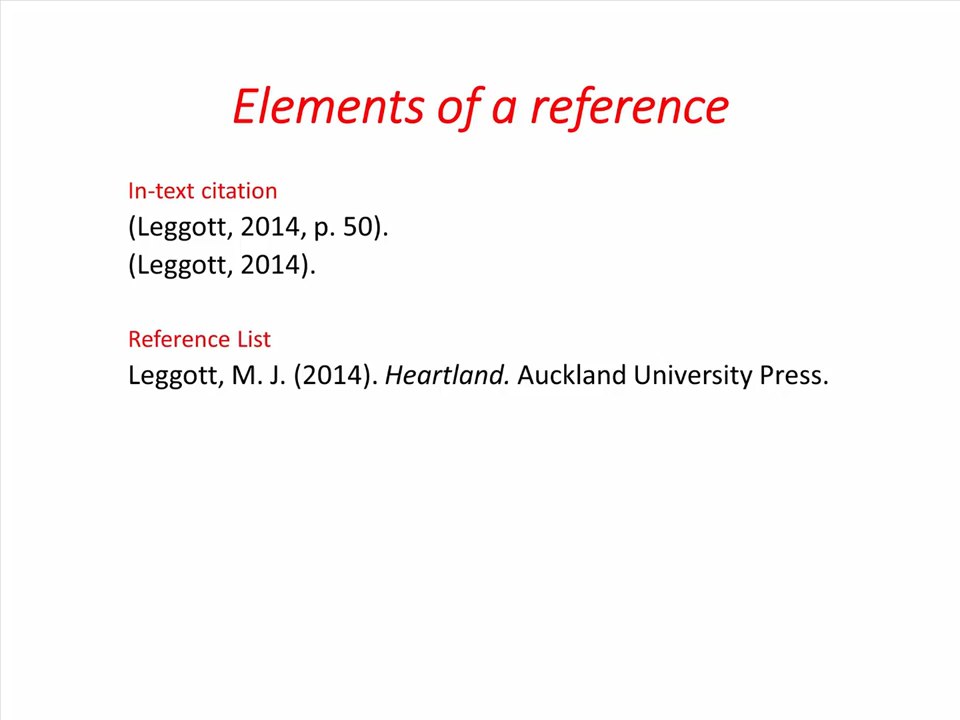 Elements of a reference
In-text citation
(Leggott, 2014, p. 50).
(Leggott, 2014).
Reference List
Leggott, M. J. (2014). Heartland. Auckland University Press.